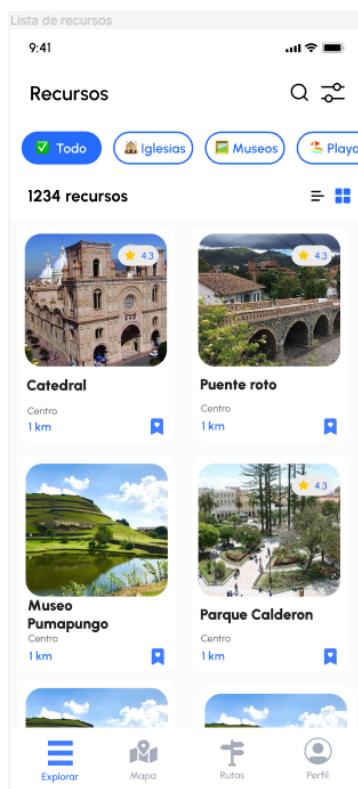 Lista de recursos
9:41
Recursos
Todo
Iglesias
Museos
Playa
1234 recursos
4.3
4.3
Catedral
Puente roto
Centro
Centro
1 km
1 km
4.3
Museo
Pumapungo
Parque Calderon
Centro
Centro
1 km
1 km
Explorar
Mapa
Rutas
Perfil